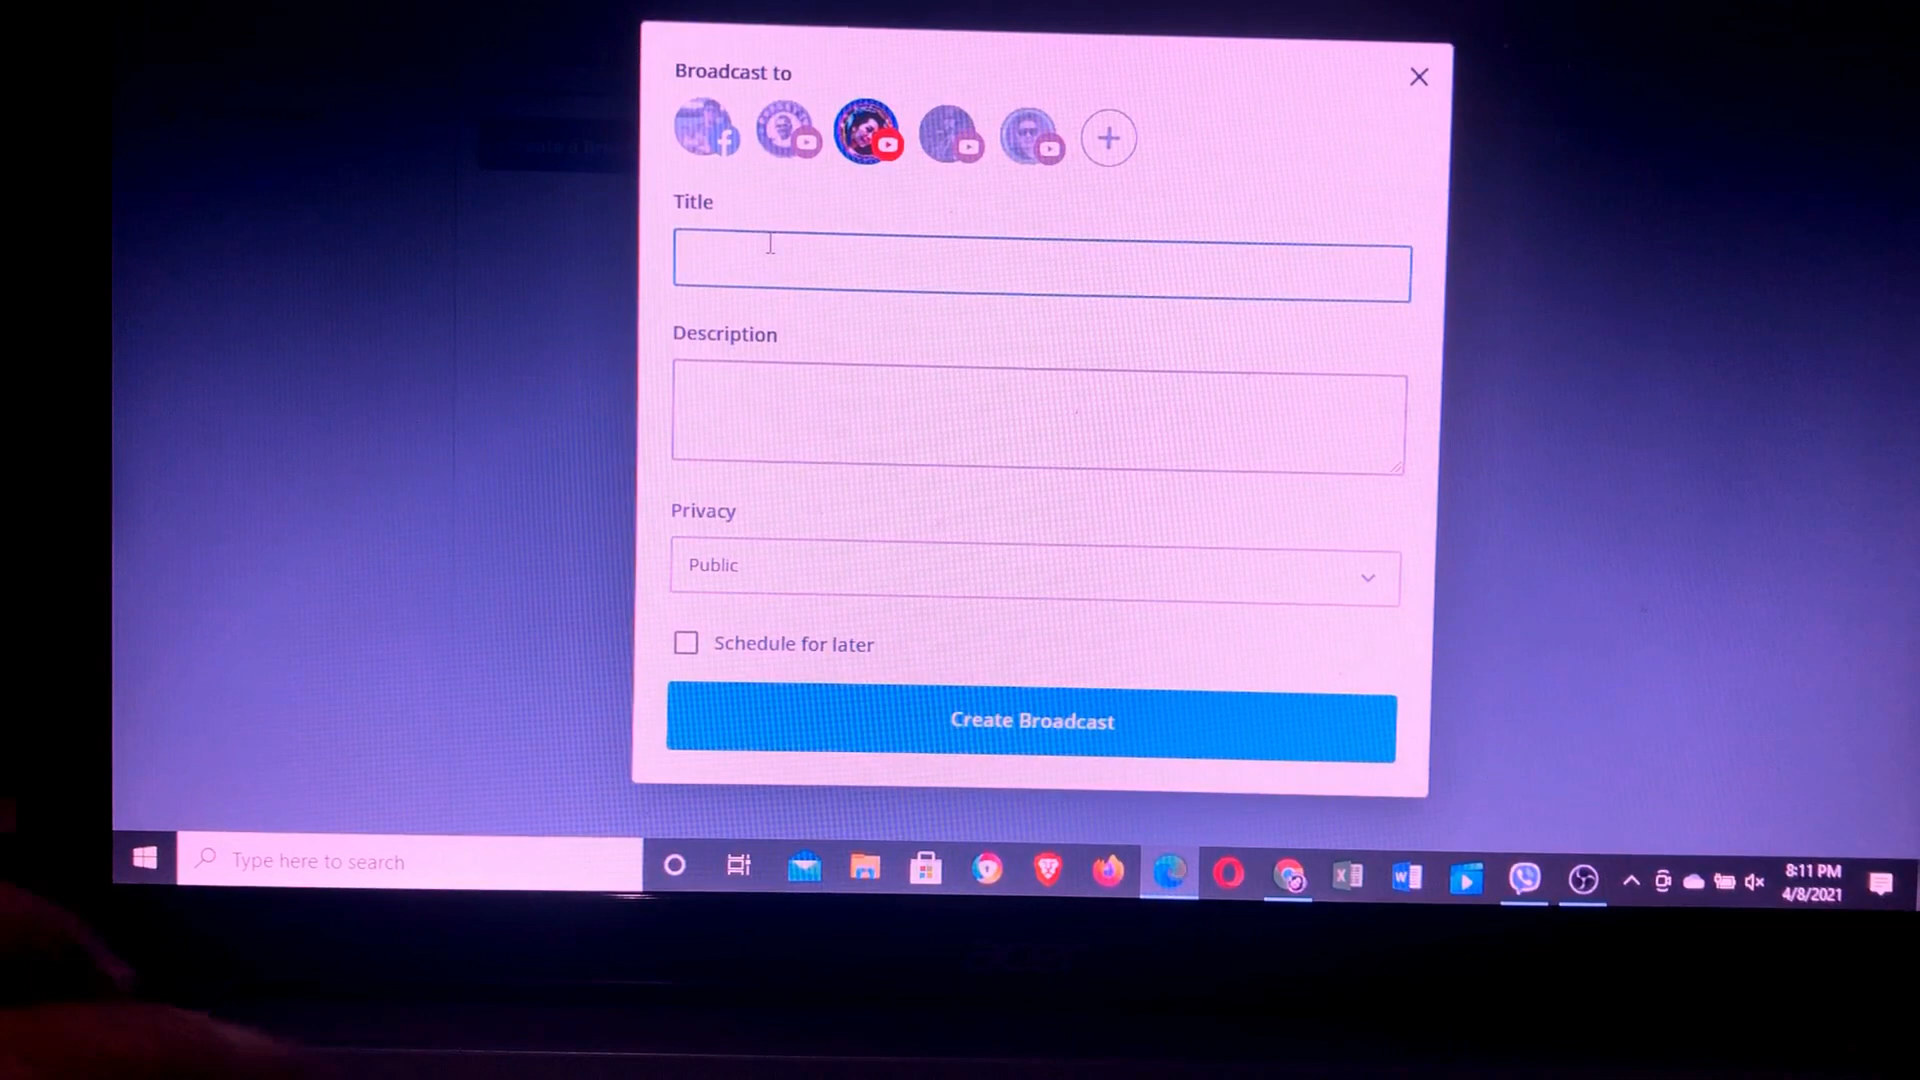 Broadcast to
Title
Description
Privacy
Public
Schedule for later
Create Broadcast
Type here to search
8:11 PM
4/8/2021